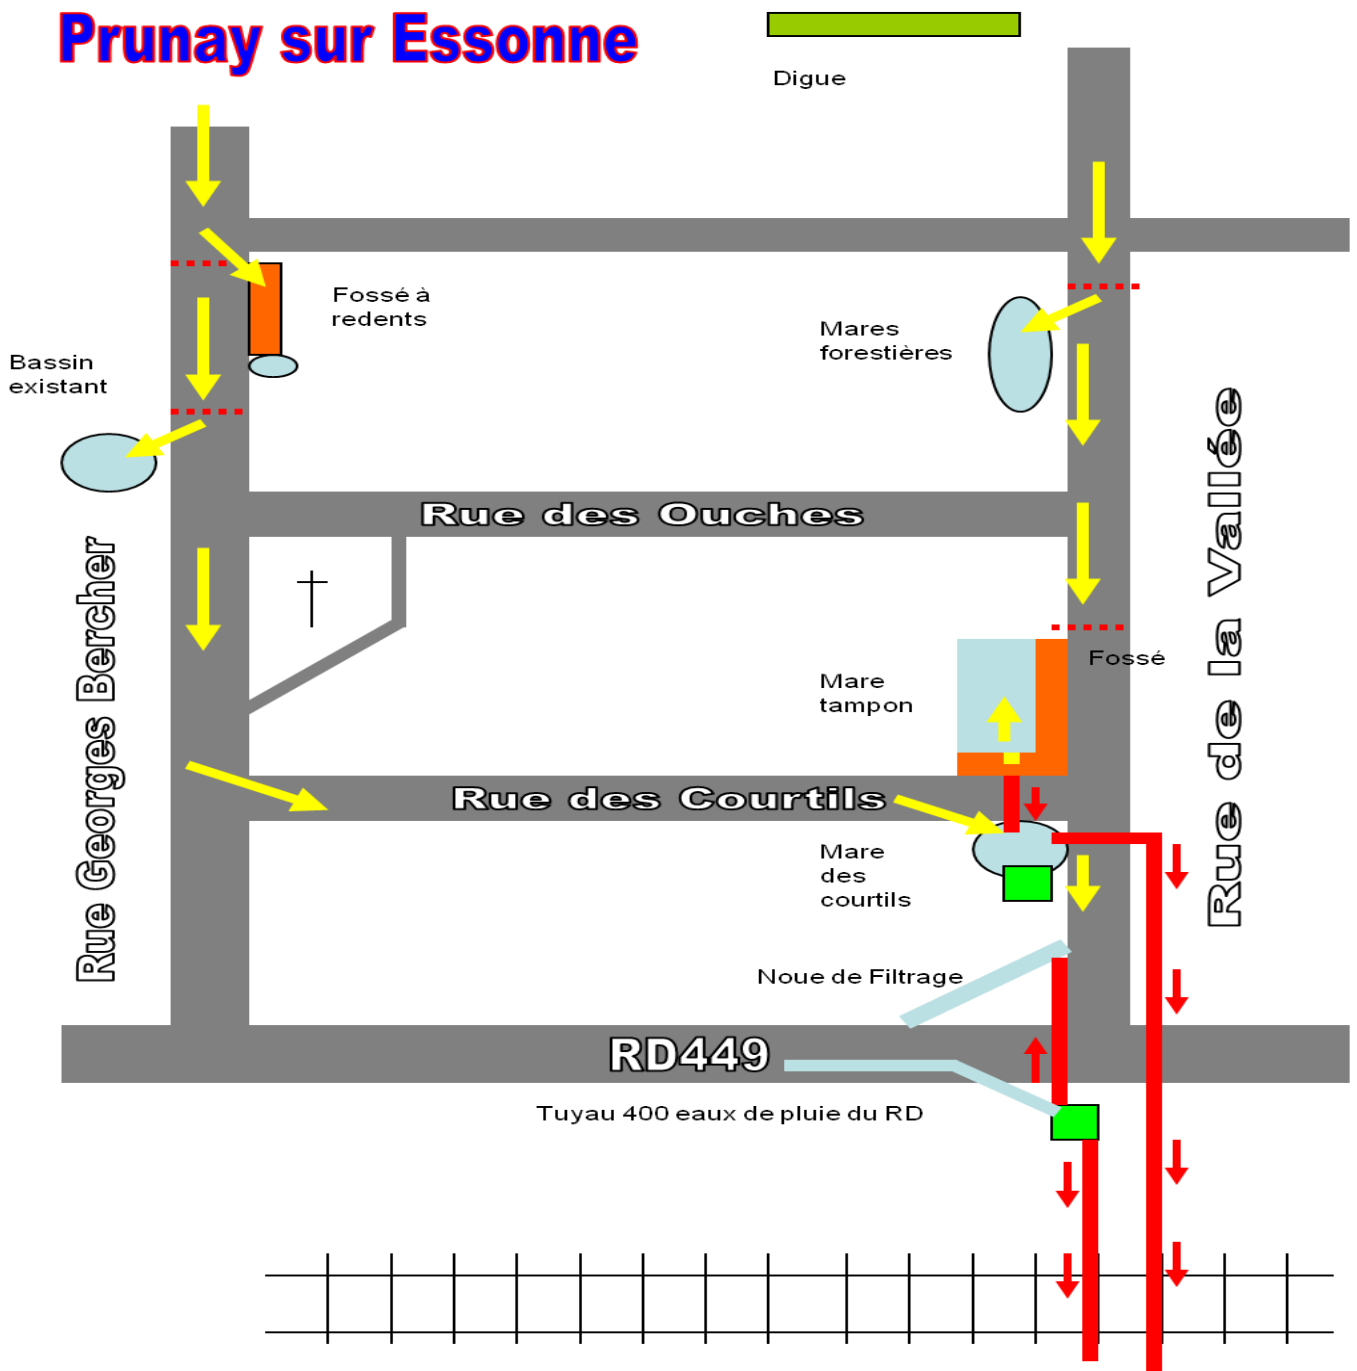 Prunay sur Essonne
Digue
Fossé à
redents
Mares
forestières
Bassin
existant
Rue des Ouches
Rue Georges Bercher
Rue de la Vallée
Fossé
Mare
tampon
Rue des Courtils
Mare
des
courtils
Noue de Filtrage
RD449
Tuyau 400 eaux de pluie du RD